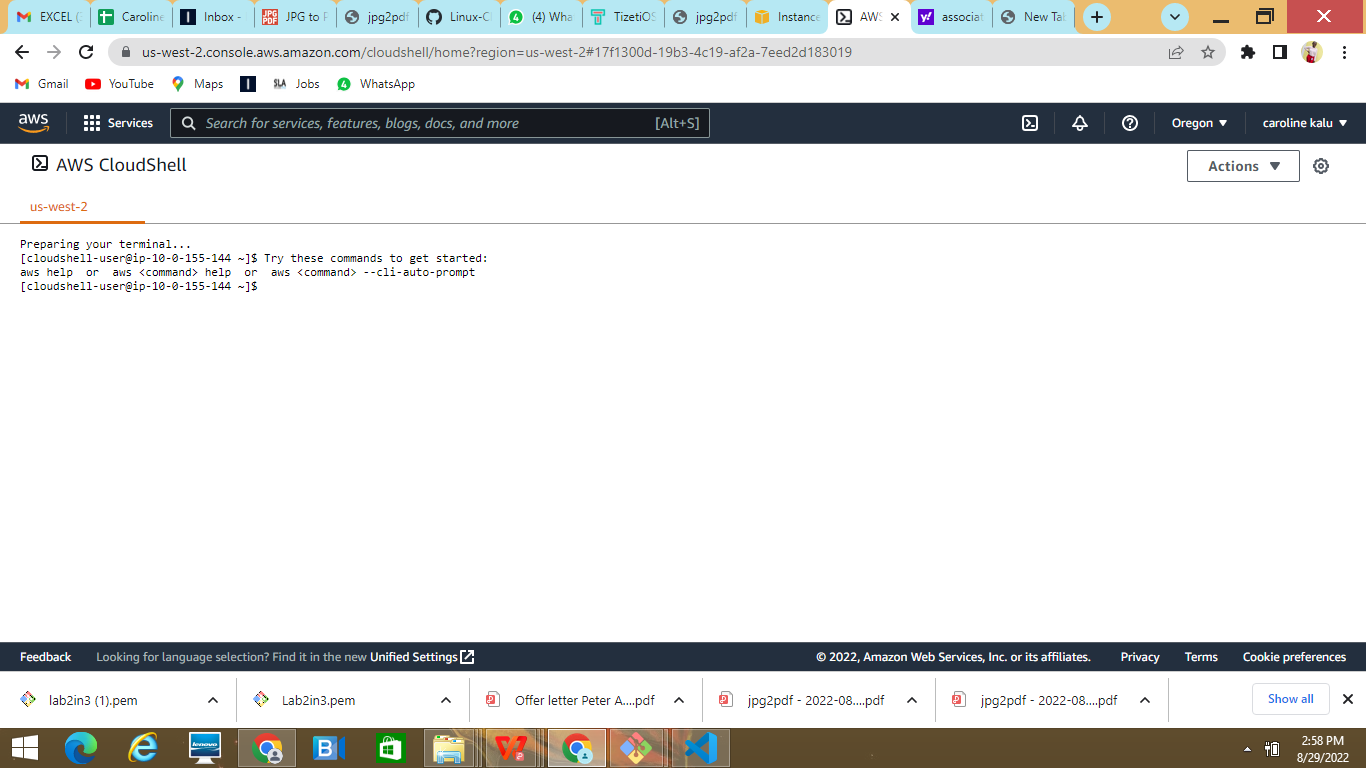 EXCEL (
Caroline
Inbox -
JPG to P
jpg2pdf
Linux-Cl
(4) Wha
TizetiOS
jpg2pdf
Instance
AWS
associat
New Tab
us-west-2.console.aws.amazon.com/cloudshell/home?region=us-west-2#17f1300d-19b3-4c19-af2a-7eed2d183019
Gmail
YouTube
Maps
Jobs
WhatsApp
aws
Services
Search for services, features, blogs, docs, and more
[Alt+S]
Oregon
caroline kalu
AWS CloudShell
Actions
us-west-2
Preparing your terminal...
[cloudshell-user@ip-10-0-155-144 ~]$ Try these commands to get started:
aws help  or  aws <command> help  or  aws <command> --cli-auto-prompt
[cloudshell-user@ip-10-0-155-144 ~]$
Feedback
Looking for language selection? Find it in the new Unified Settings
© 2022, Amazon Web Services, Inc. or its affiliates.
Privacy
Terms
Cookie preferences
lab2in3 (1).pem
Lab2in3.pem
Offer letter Peter A....pdf
jpg2pdf - 2022-08....pdf
jpg2pdf - 2022-08....pdf
Show all
lenovo
2:58 PM
8/29/2022